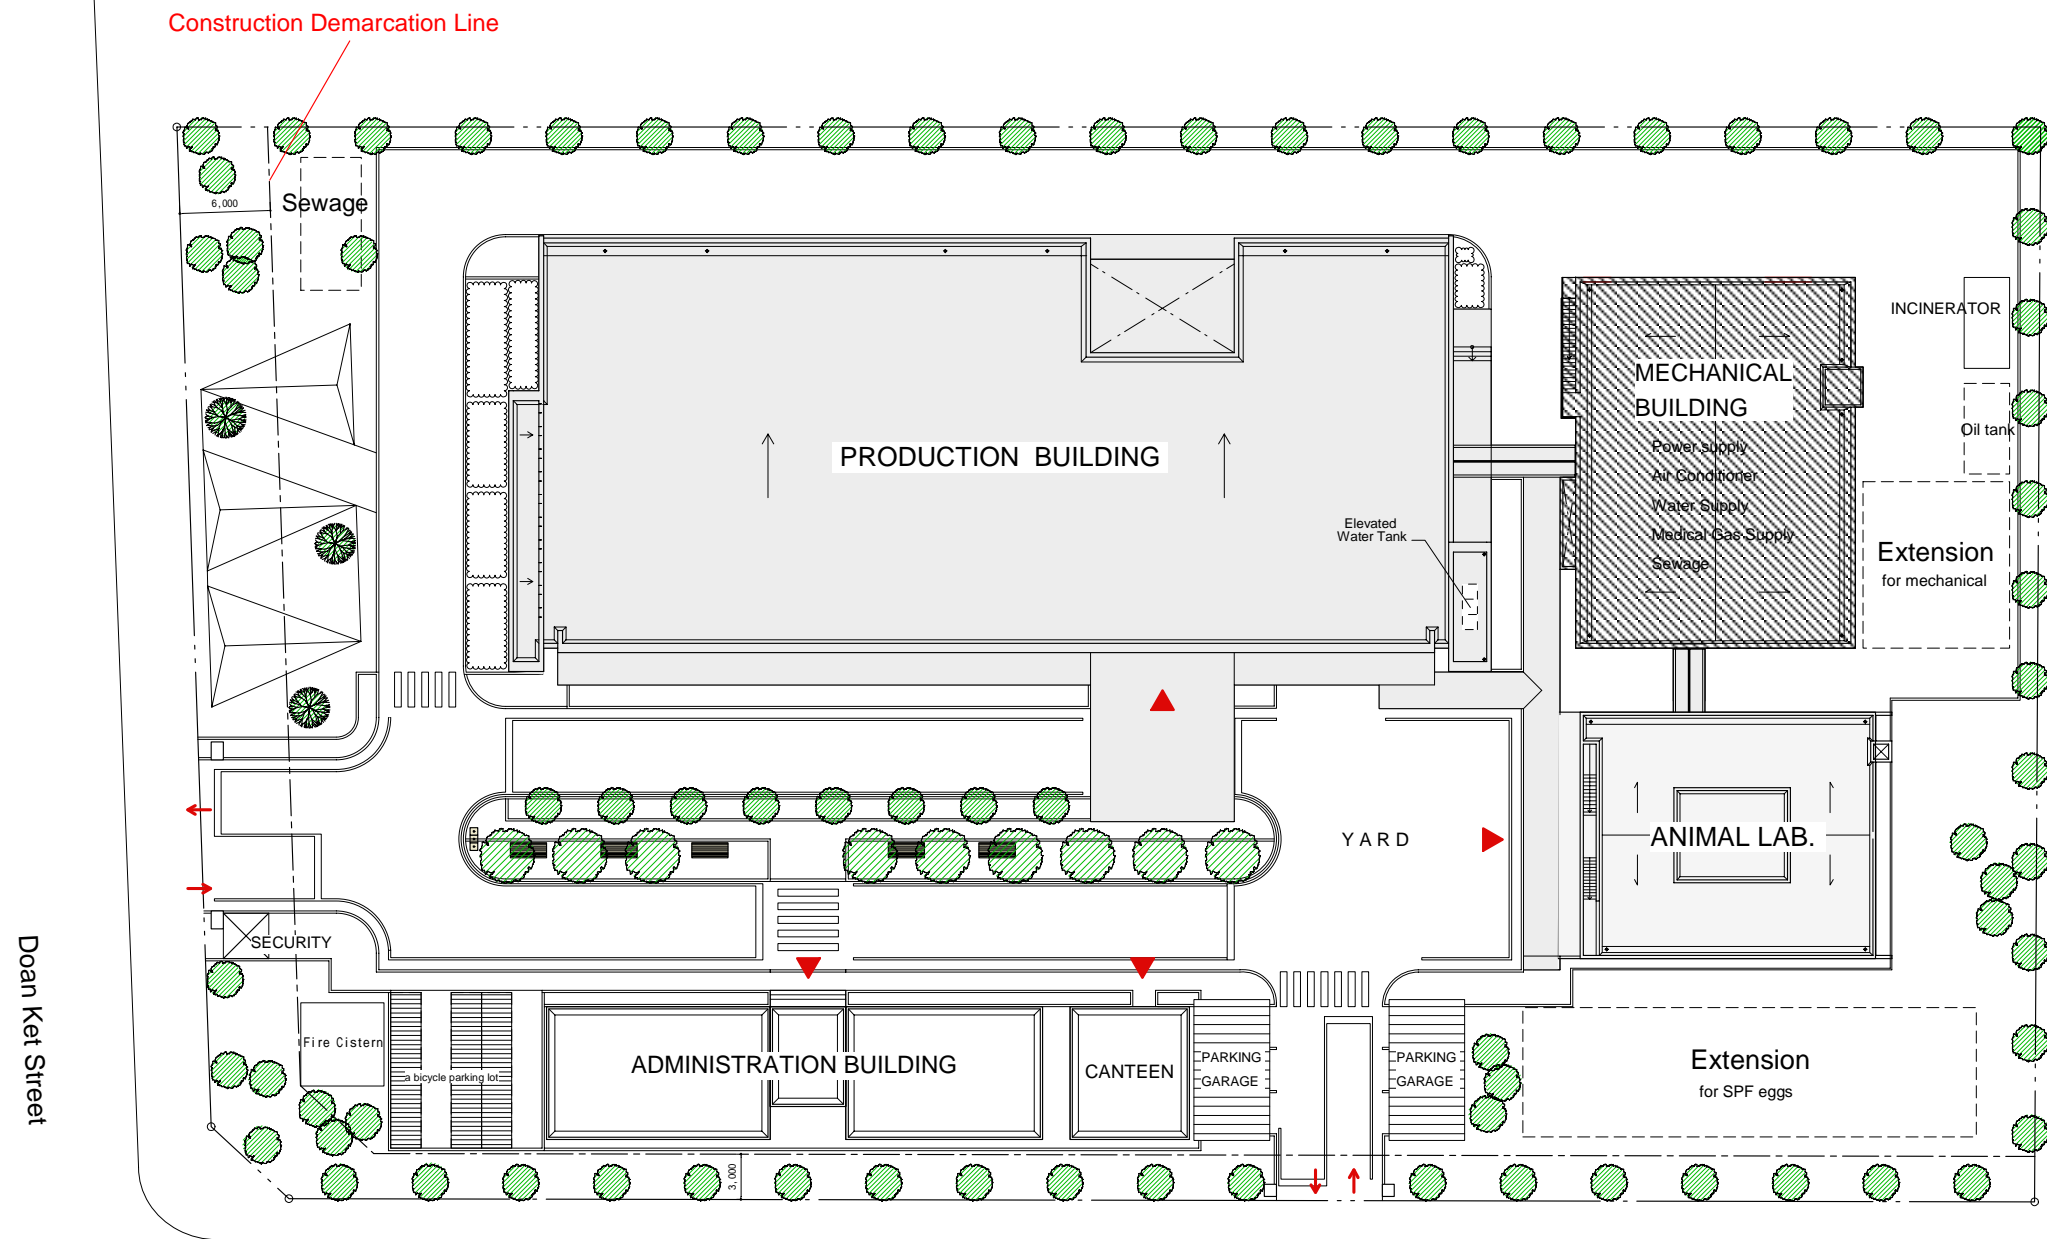 Construction Demarcation Line
6,000
Sewage
INCINERATOR
MECHANICAL
BUILDING
Oil tank
PRODUCTION BUILDING
Power supply
Air Conditioner
Water Supply
Medical Gas Supply
Sewage
Elevated
Water Tank
Extension
for mechanical
YARD
ANIMAL LAB.
SECURITY
Doan Ket Street
Fire Cistern
a bicycle parking lot
ADMINISTRATION BUILDING
CANTEEN
PARKING
GARAGE
PARKING
GARAGE
Extension
for SPF eggs
3,000